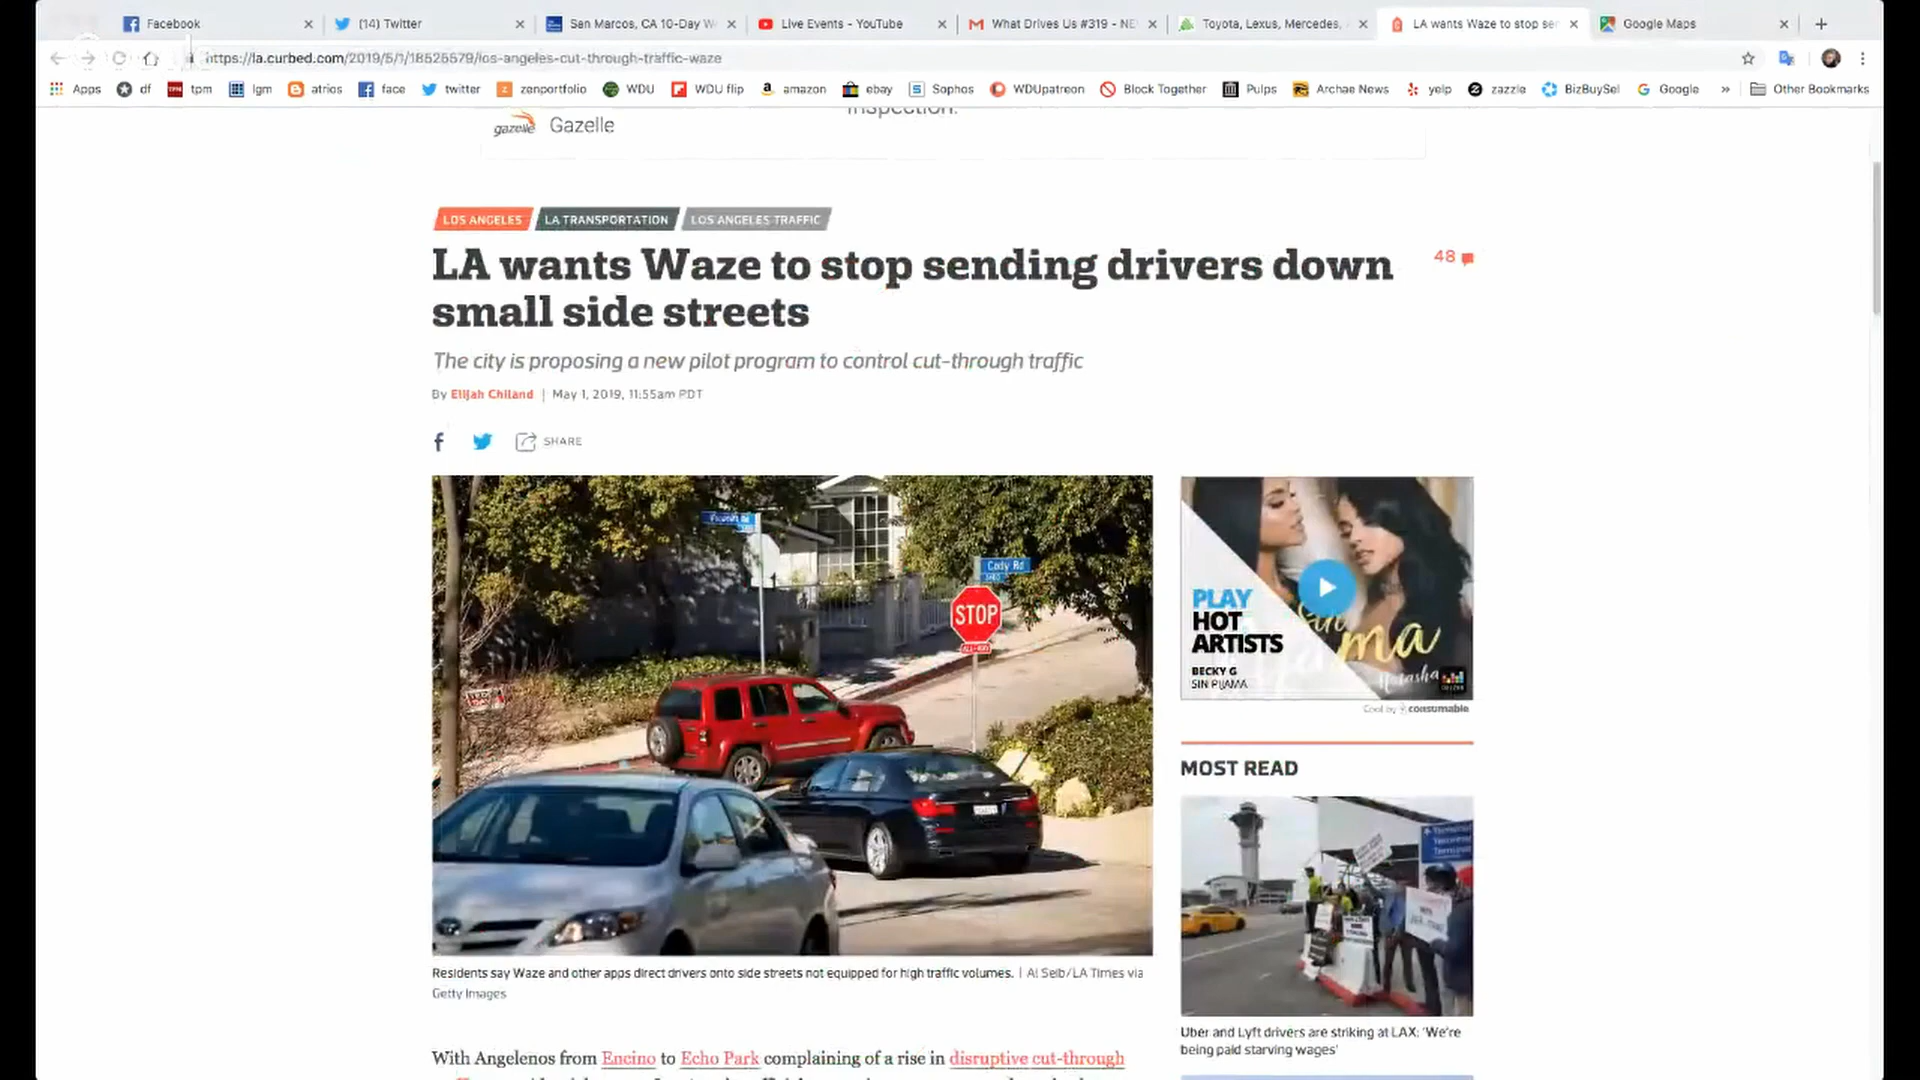 Facebook
(14) Twitter
San Marcos, CA 10-Day W
Live Events - YouTube
What Drives Us #319 - NE
Toyota, Lexus, Mercedes,
LA wants Waze to stop se
Google Maps
https://la.curbed.com/2019/5/1/18525579/los-angeles-cut-through-traffic-waze
Apps df tpm lgm atrios face twitter zenportfolio WDU WDU flip amazon ebay Sophos WDUpatreon Block Together Pulps Archae News yelp zazzle BizBuySel Google » Other Bookmarks
inspection.
gazelle Gazelle
LOS ANGELES LA TRANSPORTATION LOS ANGELES TRAFFIC
LA wants Waze to stop sending drivers down
small side streets
48
The city is proposing a new pilot program to control cut-through traffic
By Elijah Chiland | May 1, 2019, 11:55am PDT
f SHARE
Cody Rd
STOP
ALL-WAY
PLAY
HOT
ARTISTS
BECKY G
SIN PIJAMA
Natasha
Cool by consumable
MOST READ
Residents say Waze and other apps direct drivers onto side streets not equipped for high traffic volumes. | Al Seib/LA Times via
Getty Images
Uber and Lyft drivers are striking at LAX: 'We're
being paid starving wages'
With Angelenos from Encino to Echo Park complaining of a rise in disruptive cut-through